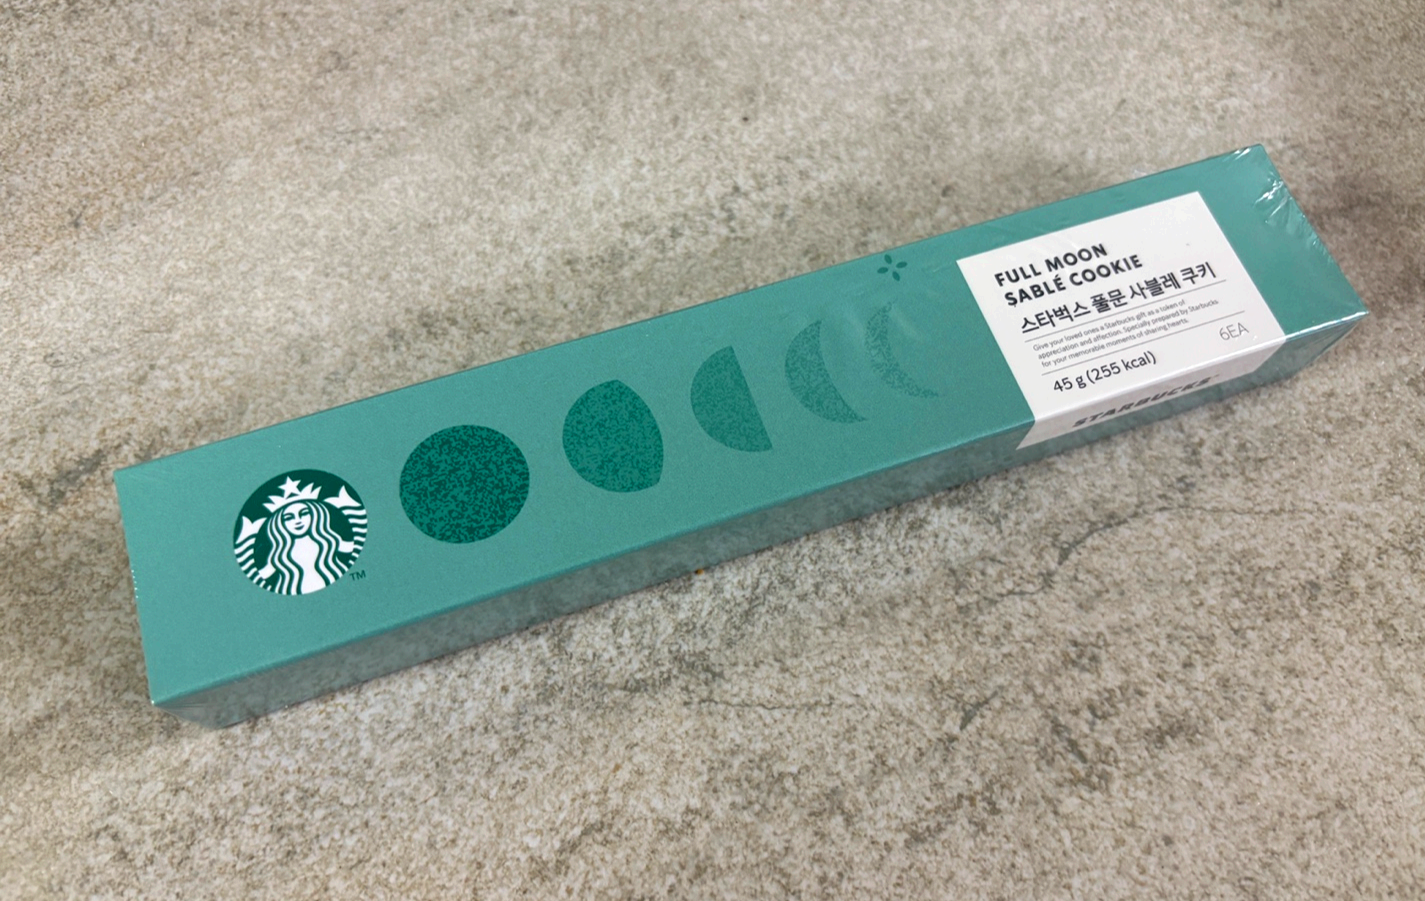 FULL MOON
SABLÉ COOKIE
스타벅스 풀문 사블레 쿠키
Give your loved ones a Starbucks gift as a token of
appreciation and affection. Specially prepared by Starbucks.
for your memorable moments of sharing hearts.
6EA
45 g (255 kcal)
STARBUCKS
TM